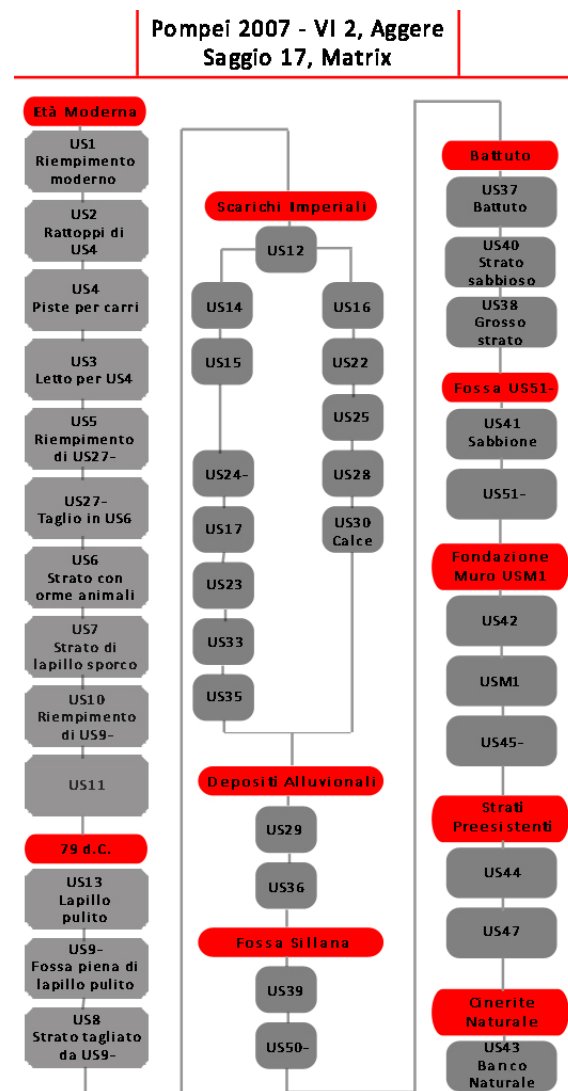 Pompei 2007 - VI 2, Aggere
Saggio 17, Matrix
Età Moderna
US1
Riempimento
moderno
US2
Rattoppi di
US4
US4
Piste per carri
US3
Letto per US4
US5
Riempimento
di US27-
US27-
Taglio in US6
US6
Strato con
orme animali
US7
Strato di
lapillo sporco
US10
Riempimento
di US9-
US11
79 d.C.
US13
Lapillo
pulito
US9-
Fossa piena di
lapillo pulito
US8
Strato tagliato
da US9-
Scarichi Imperiali
US12
US14
US15
US24-
US17
US23
US33
US35
US16
US22
US25
US28
US30
Calce
Depositi Alluvionali
US29
US36
Fossa Sillana
US39
US50-
Battuto
US37
Battuto
US40
Strato
sabbioso
US38
Grosso
strato
Fossa US51-
US41
Sabbione
US51-
Fondazione
Muro USM1
US42
USM1
US45-
Strati
Preesistenti
US44
US47
Cinerite
Naturale
US43
Banco
Naturale